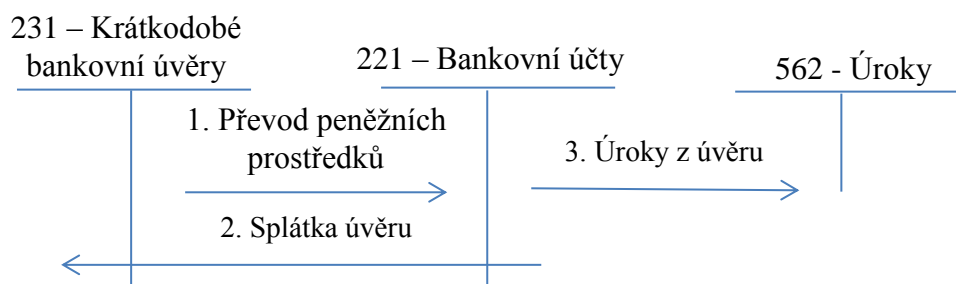 231 – Krátkodobé
bankovní úvěry
221 – Bankovní účty
562 - Úroky
1. Převod peněžních
prostředků
3. Úroky z úvěru
2. Splátka úvěru